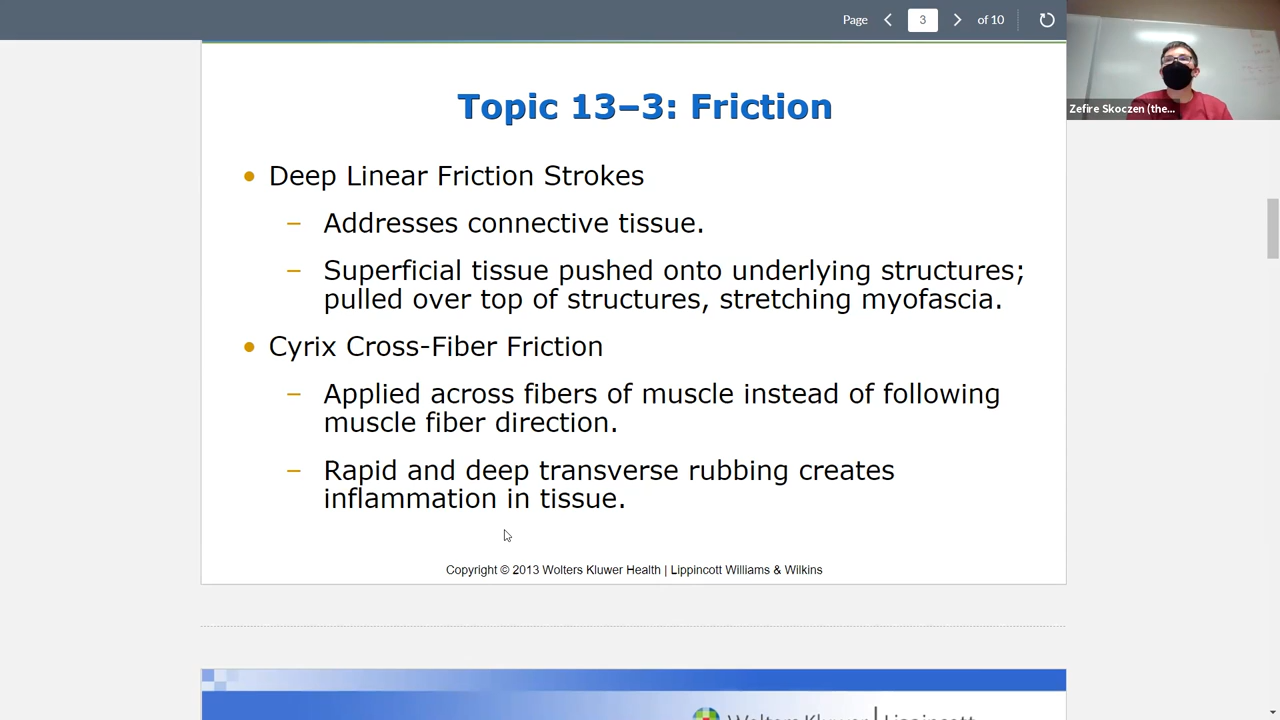 Page 3 of 10
Zefire Skoczen (the...
Topic 13–3: Friction
• Deep Linear Friction Strokes
– Addresses connective tissue.
– Superficial tissue pushed onto underlying structures;
pulled over top of structures, stretching myofascia.
• Cyrix Cross-Fiber Friction
– Applied across fibers of muscle instead of following
muscle fiber direction.
– Rapid and deep transverse rubbing creates
inflammation in tissue.
Copyright © 2013 Wolters Kluwer Health | Lippincott Williams & Wilkins
Wolters Kluwer | Lippincott